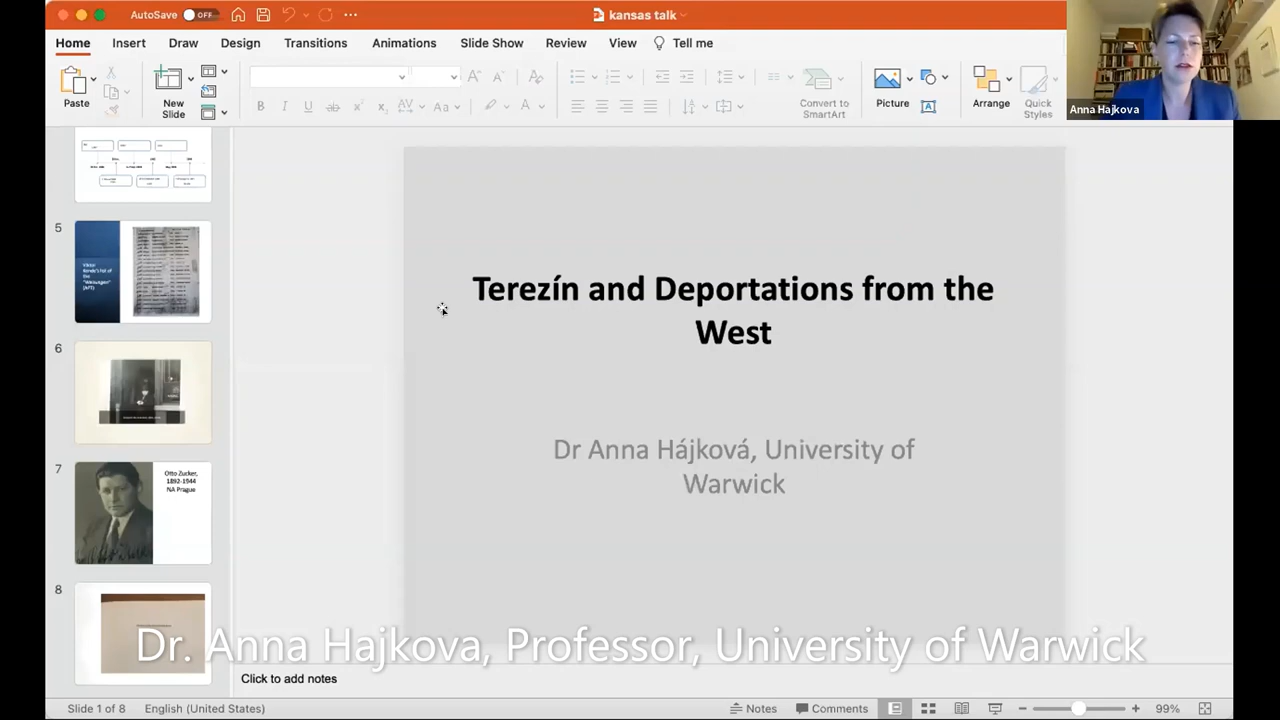 AutoSave
OFF
kansas talk
Home
Insert
Draw
Design
Transitions
Animations
Slide Show
Review
View
Tell me
Paste
New
Slide
Convert to
SmartArt
Picture
Arrange
Quick
Styles
Anna Hajkova
5
6
7
Otto Zucker,
1892-1944
NA Prague
8
Terezín and Deportations from the
West
Dr Anna Hájková, University of
Warwick
Dr. Anna Hajkova, Professor, University of Warwick
Click to add notes
Slide 1 of 8
English (United States)
Notes
Comments
99%